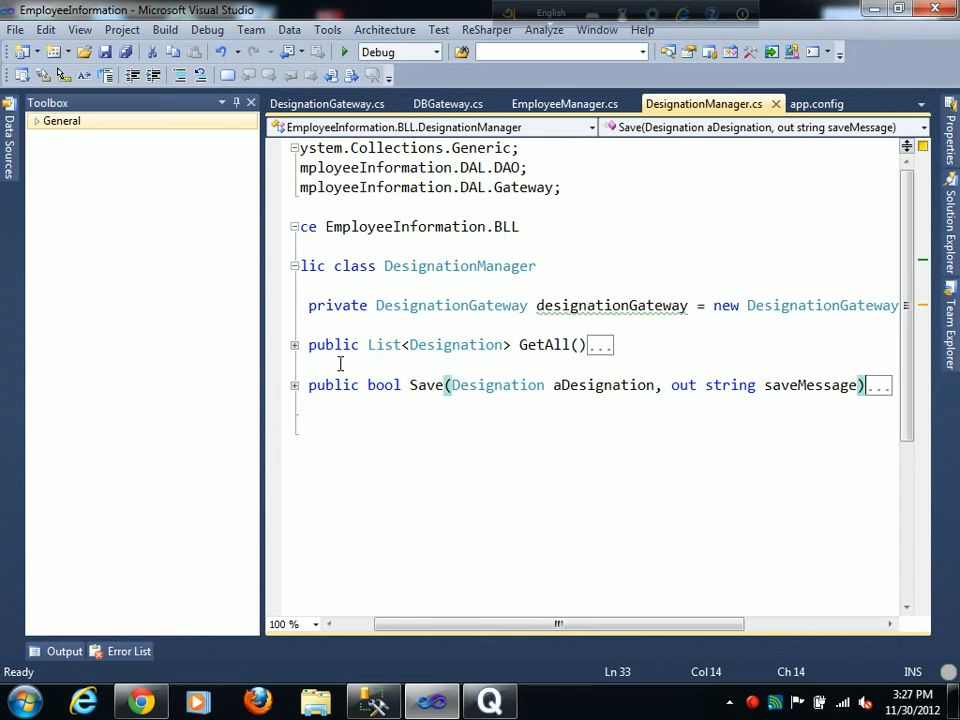 EmployeeInformation - Microsoft Visual Studio
English
File Edit View Project Build Debug Team Data Tools Architecture Test ReSharper Analyze Window Help
Debug
Toolbox
DesignationGateway.cs DBGateway.cs EmployeeManager.cs DesignationManager.cs app.config
General
EmployeeInformation.BLL.DesignationManager Save(Designation aDesignation, out string saveMessage)
Data Sources
Properties
Solution Explorer
Team Explorer
ystem.Collections.Generic;
mployeeInformation.DAL.DAO;
mployeeInformation.DAL.Gateway;
ce EmployeeInformation.BLL
lic class DesignationManager
private DesignationGateway designationGateway = new DesignationGateway
public List<Designation> GetAll()...
public bool Save(Designation aDesignation, out string saveMessage)...
100 %
Output Error List
Ready Ln 33 Col 14 Ch 14 INS
3:27 PM
11/30/2012